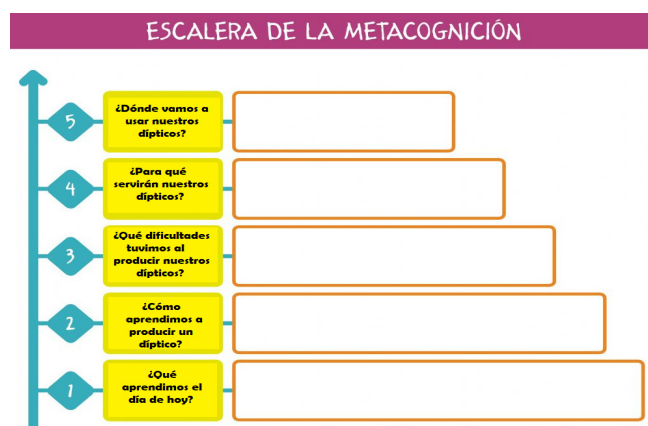 ESCALERA DE LA METACOGNICIÓN
5
¿Dónde vamos a
usar nuestros
dípticos?
4
¿Para qué
servirán nuestros
dípticos?
3
¿Qué dificultades
tuvimos al
producir nuestros
dípticos?
2
¿Cómo
aprendimos a
producir un
díptico?
1
¿Qué
aprendimos el
día de hoy?